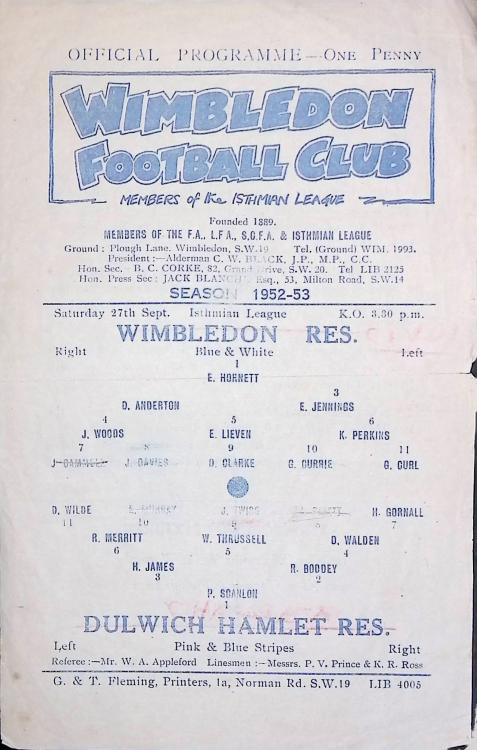 OFFICIAL PROGRAMME — ONE PENNY
WIMBLEDON
FOOTBALL CLUB
MEMBERS of the ISTHMIAN LEAGUE
Founded 1889.
MEMBERS OF THE F.A., L.F.A., S.C.F.A. & ISTHMIAN LEAGUE
Ground : Plough Lane, Wimbledon, S.W.19 Tel. (Ground) WIM. 1993.
President :—Alderman C. W. BLACK, J.P., M.P., C.C.
Hon. Sec.— B. C. CORKE, 82, Grand Drive, S.W. 20. Tel LIB 2125
Hon. Press Sec : JACK Esq., 53, Milton Road, S.W.14
SEASON 1952-53
Saturday 27th Sept. Isthmian League K.O. 3.30 p.m.
WIMBLEDON RES.
Right Blue & White Left
1
E. HORNETT
3
D. ANDERTON E. JENNINGS
4 5 6
J. WOODS E. LIEVEN K. PERKINS
7 8 9 10 11
J. DAVIES D. CLARKE G. CURRIE G. CURL
D. WILDE J. TWIGG H. GORNALL
11 10 9 8 7
R. MERRITT W. THRUSSELL D. WALDEN
6 5 4
H. JAMES R. BODDEY
3 2
P. SCANLON
1
DULWICH HAMLET RES.
Left Pink & Blue Stripes Right
Referee :—Mr. W. A. Appleford Linesmen :—Messrs. P. V. Prince & K. R. Ross
G. & T. Fleming, Printers, 1a, Norman Rd. S.W.19 LIB 4005